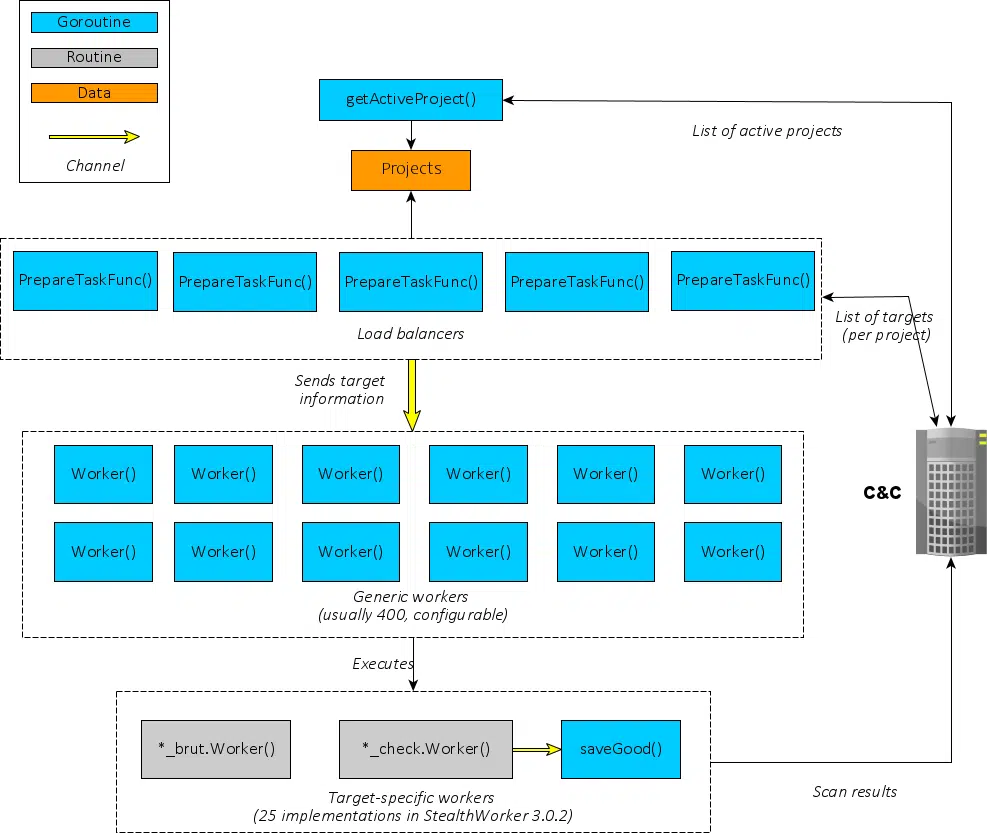 Goroutine
Routine
Data
Channel
getActiveProject()
List of active projects
Projects
PrepareTaskFunc()
PrepareTaskFunc()
PrepareTaskFunc()
PrepareTaskFunc()
PrepareTaskFunc()
Load balancers
List of targets
(per project)
Sends target
information
Worker()
Worker()
Worker()
Worker()
Worker()
Worker()
C&C
Worker()
Worker()
Worker()
Worker()
Worker()
Worker()
Generic workers
(usually 400, configurable)
Executes
*_brut.Worker()
*_check.Worker()
saveGood()
Target-specific workers
(25 implementations in StealthWorker 3.0.2)
Scan results